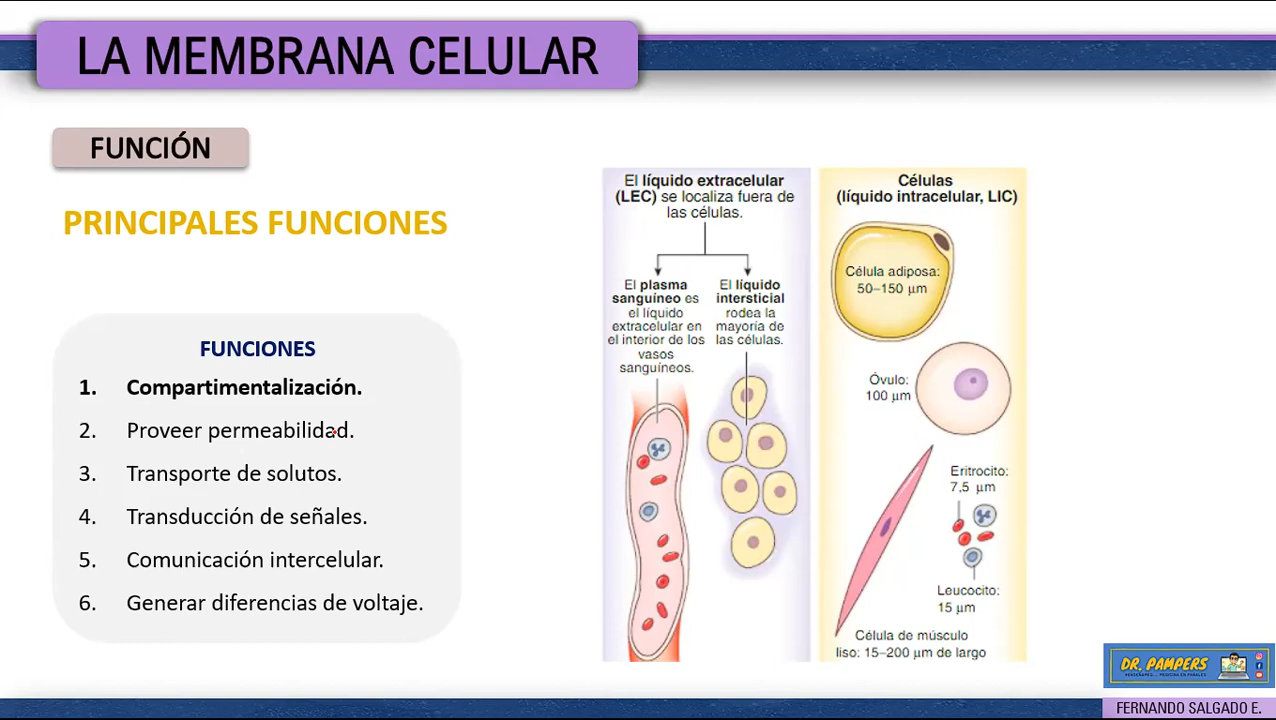 LA MEMBRANA CELULAR
FUNCIÓN
PRINCIPALES FUNCIONES
FUNCIONES
1. Compartimentalización.
2. Proveer permeabilidad.
3. Transporte de solutos.
4. Transducción de señales.
5. Comunicación intercelular.
6. Generar diferencias de voltaje.
El líquido extracelular
(LEC) se localiza fuera de
las células.
El plasma
sanguíneo es
el líquido
extracelular en
el interior de los
vasos
sanguíneos.
El líquido
intersticial
rodea la
mayoría de
las células.
Células
(líquido intracelular, LIC)
Célula adiposa:
50–150 μm
Óvulo:
100 μm
Eritrocito:
7,5 μm
Leucocito:
15 μm
Célula de músculo
liso: 15–200 μm de largo
DR. PAMPERS
FERNANDO SALGADO E.